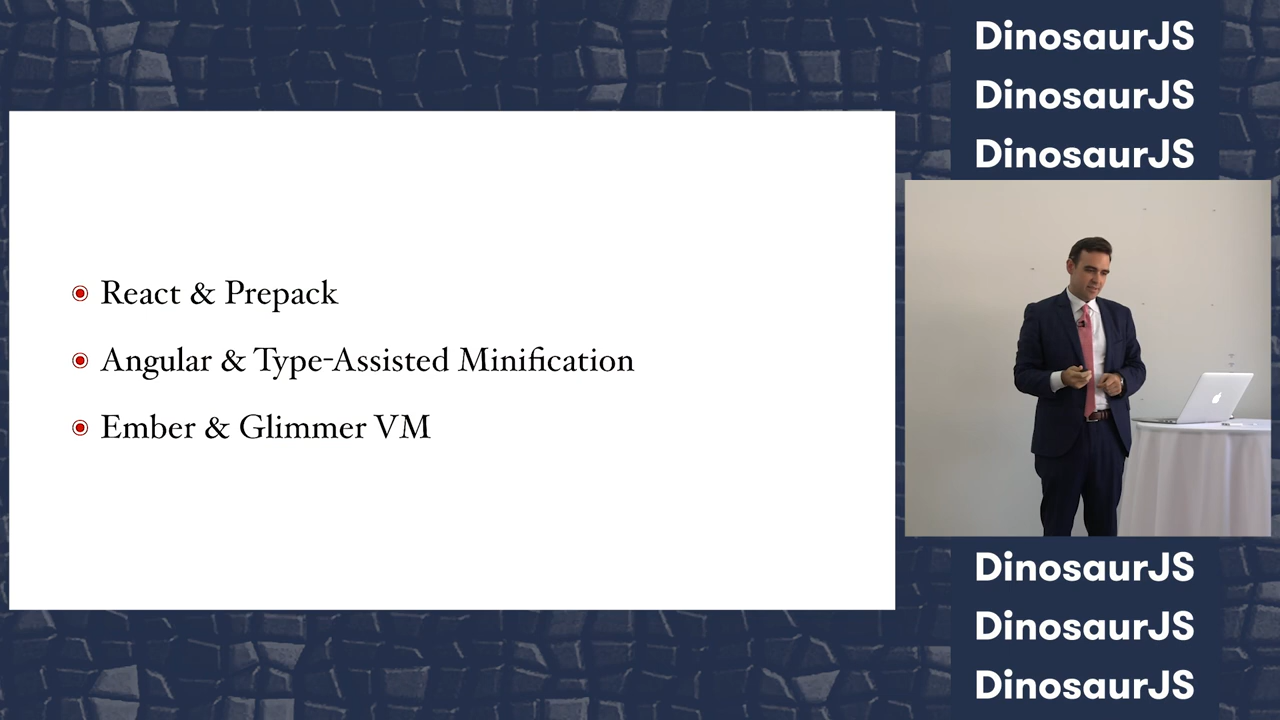 DinosaurJS
DinosaurJS
DinosaurJS
React & Prepack
Angular & Type-Assisted Minification
Ember & Glimmer VM
DinosaurJS
DinosaurJS
DinosaurJS